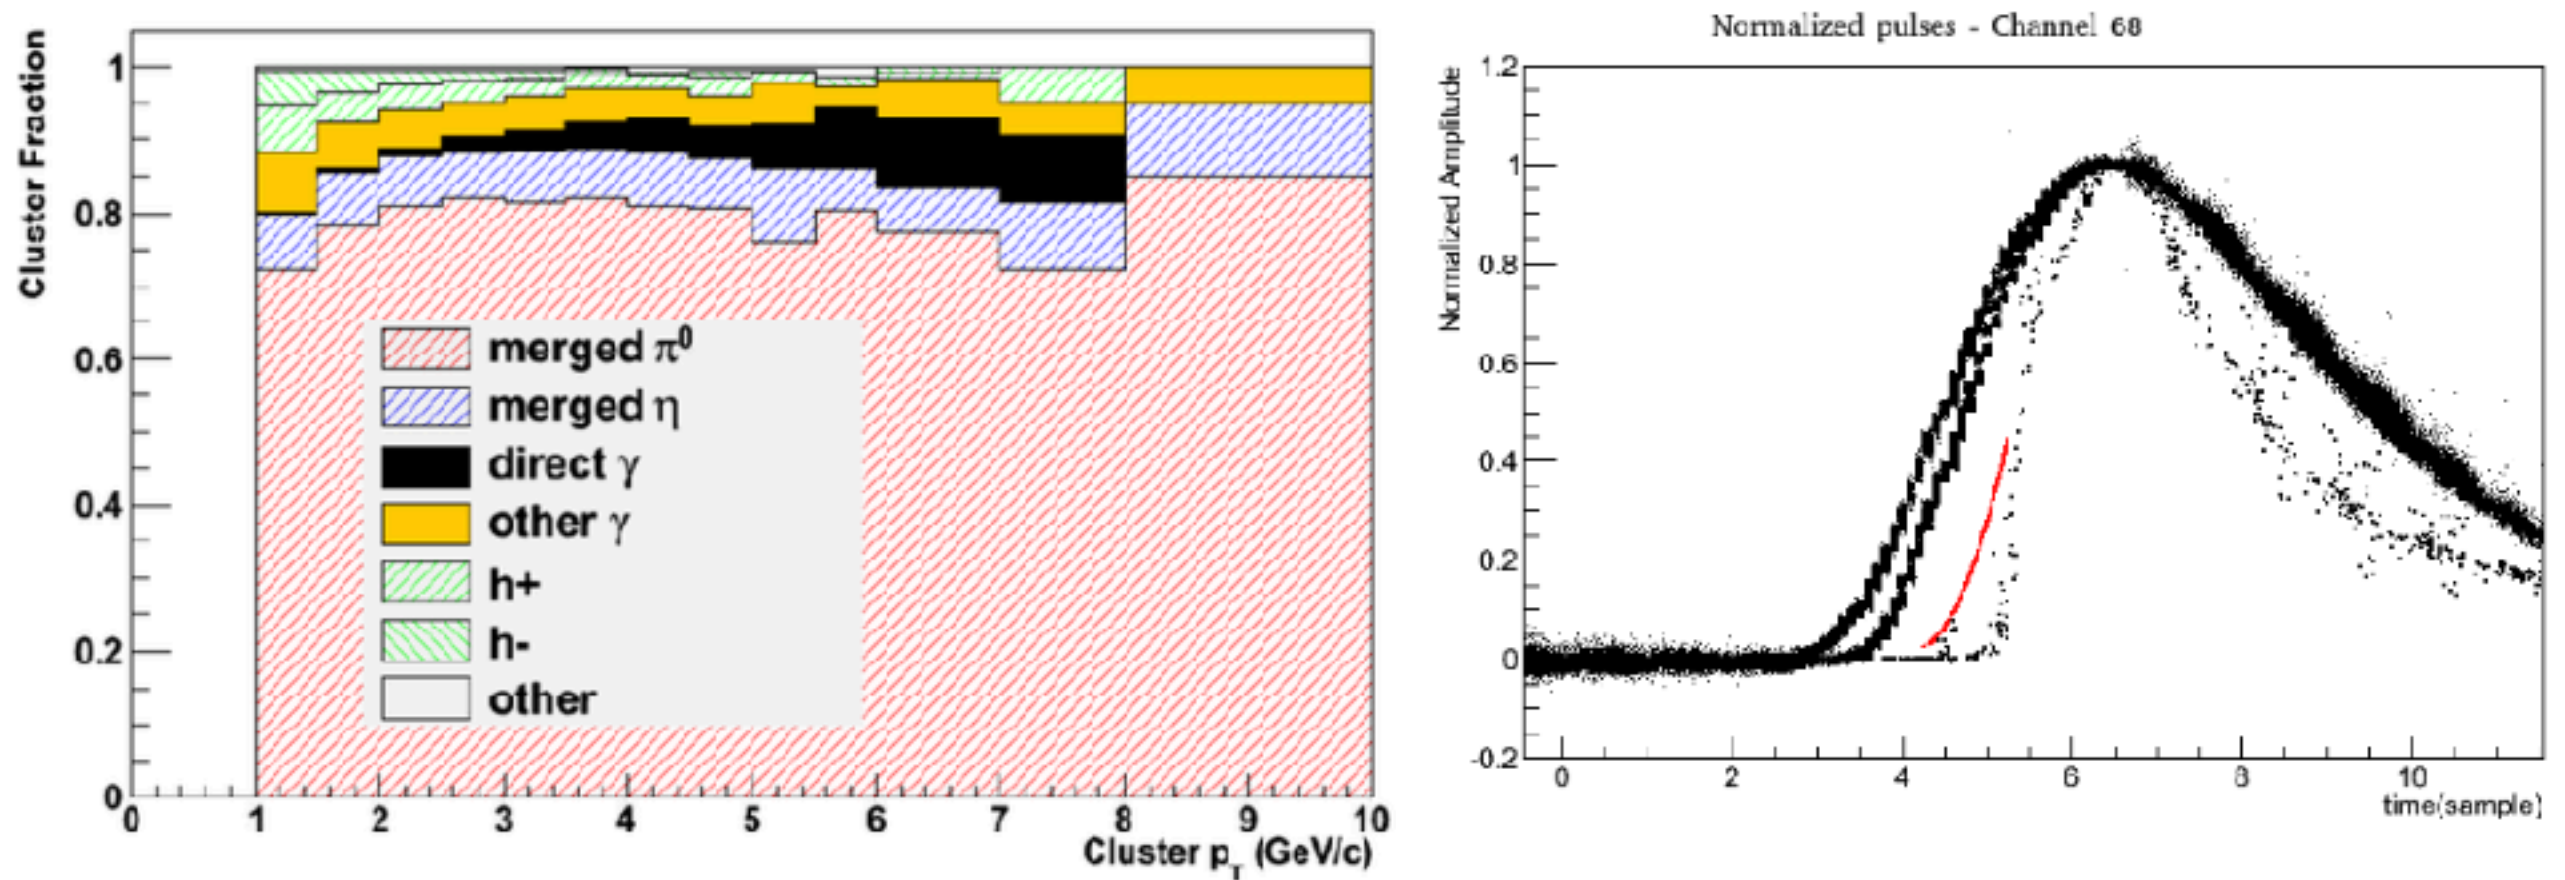 Cluster Fraction
1
0.8
0.6
0.4
0.2
0
merged π⁰
merged η
direct γ
other γ
h+
h-
other
0 1 2 3 4 5 6 7 8 9 10
Cluster p_T (GeV/c)
Normalized pulses - Channel 68
Normalized Amplitude
1.2
1
0.8
0.6
0.4
0.2
0
-0.2
0 2 4 6 8 10
time(sample)